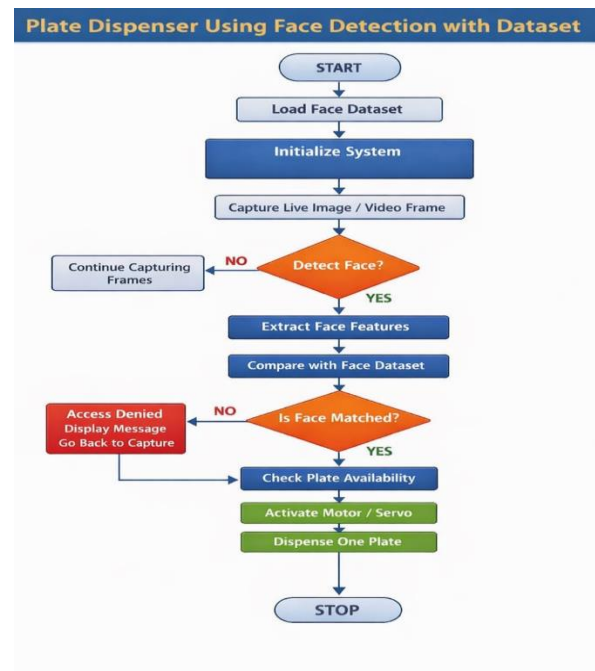 Plate Dispenser Using Face Detection with Dataset
START
Load Face Dataset
Initialize System
Capture Live Image / Video Frame
Detect Face?
NO
Continue Capturing
Frames
YES
Extract Face Features
Compare with Face Dataset
Is Face Matched?
NO
Access Denied
Display Message
Go Back to Capture
YES
Check Plate Availability
Activate Motor / Servo
Dispense One Plate
STOP